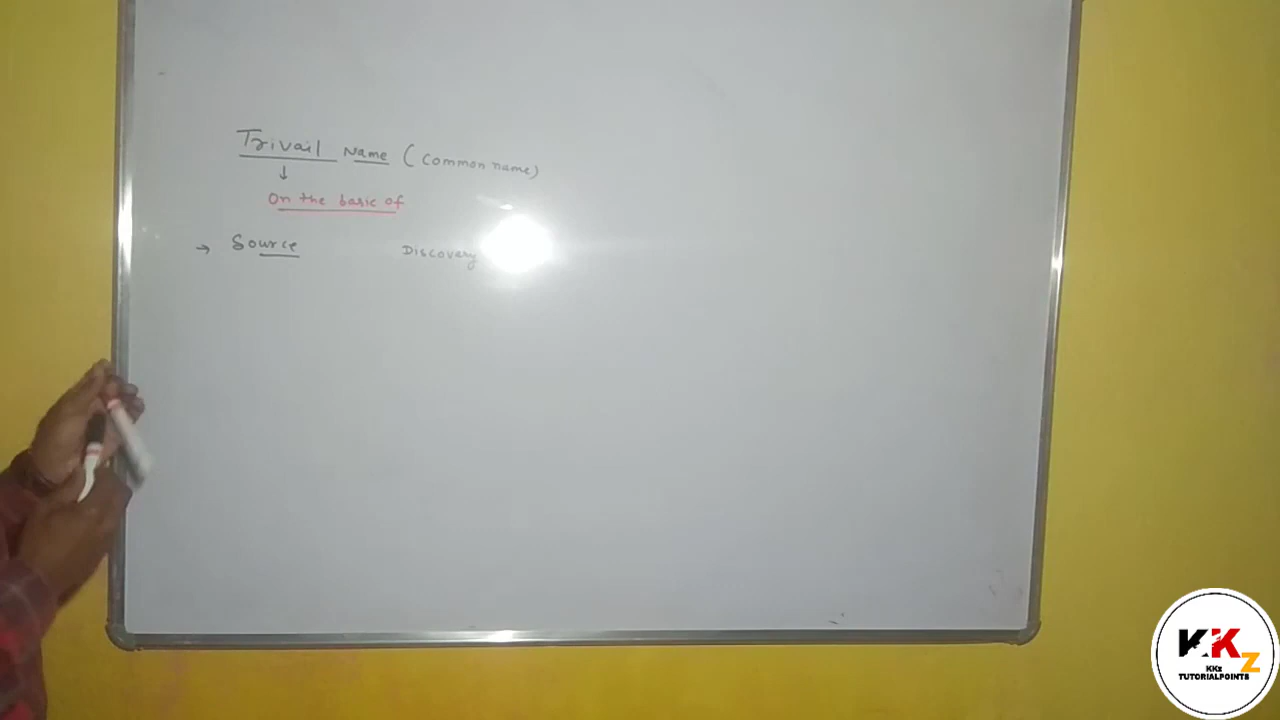 Trivail Name (Common name)
↓
On the basic of
→ Source Discovery
KKz
KKz
TUTORIALPOINTS